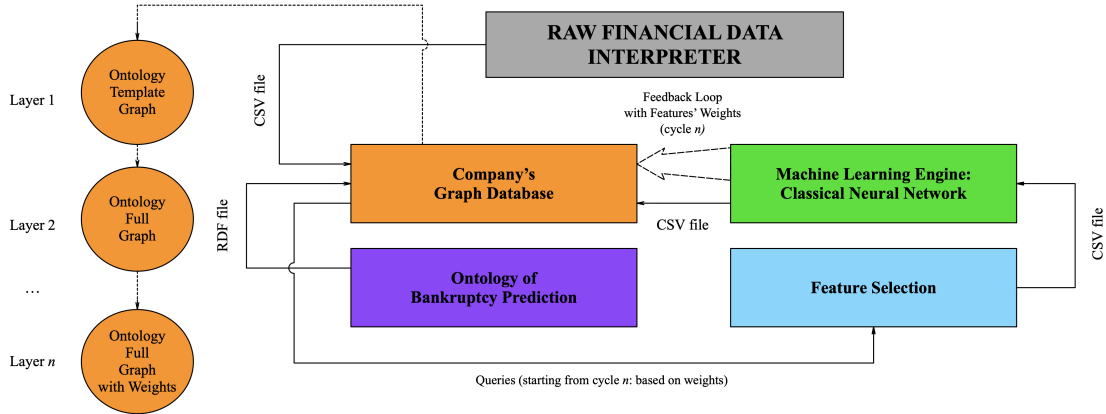 RAW FINANCIAL DATA
INTERPRETER
Layer 1
Ontology
Template
Graph
CSV file
Feedback Loop
with Features' Weights
(cycle n)
Company's
Graph Database
Machine Learning Engine:
Classical Neural Network
Layer 2
Ontology
Full
Graph
RDF file
CSV file
CSV file
Ontology of
Bankruptcy Prediction
Feature Selection
...
Layer n
Ontology
Full
Graph
with Weights
Queries (starting from cycle n: based on weights)